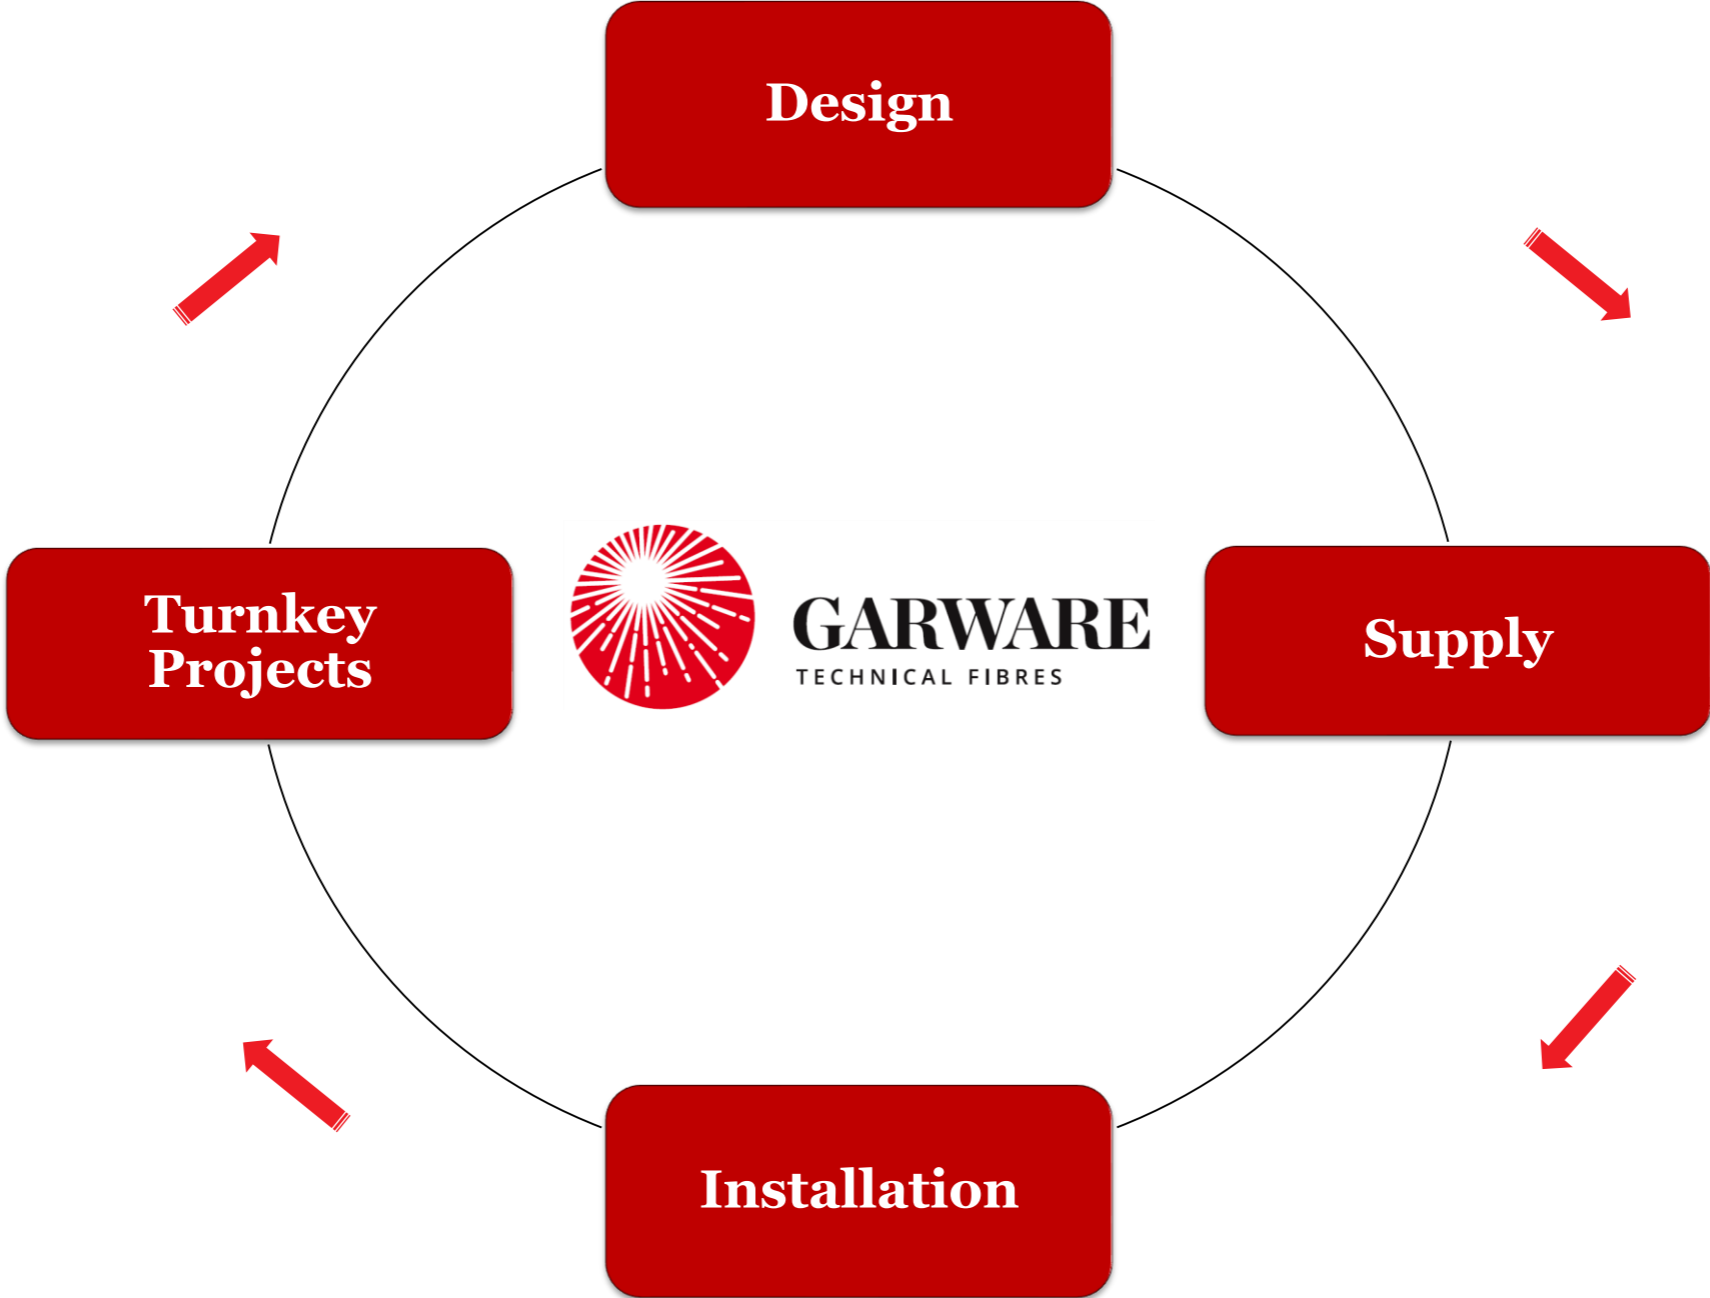 Design
Turnkey
Projects
GARWARE
TECHNICAL FIBRES
Supply
Installation